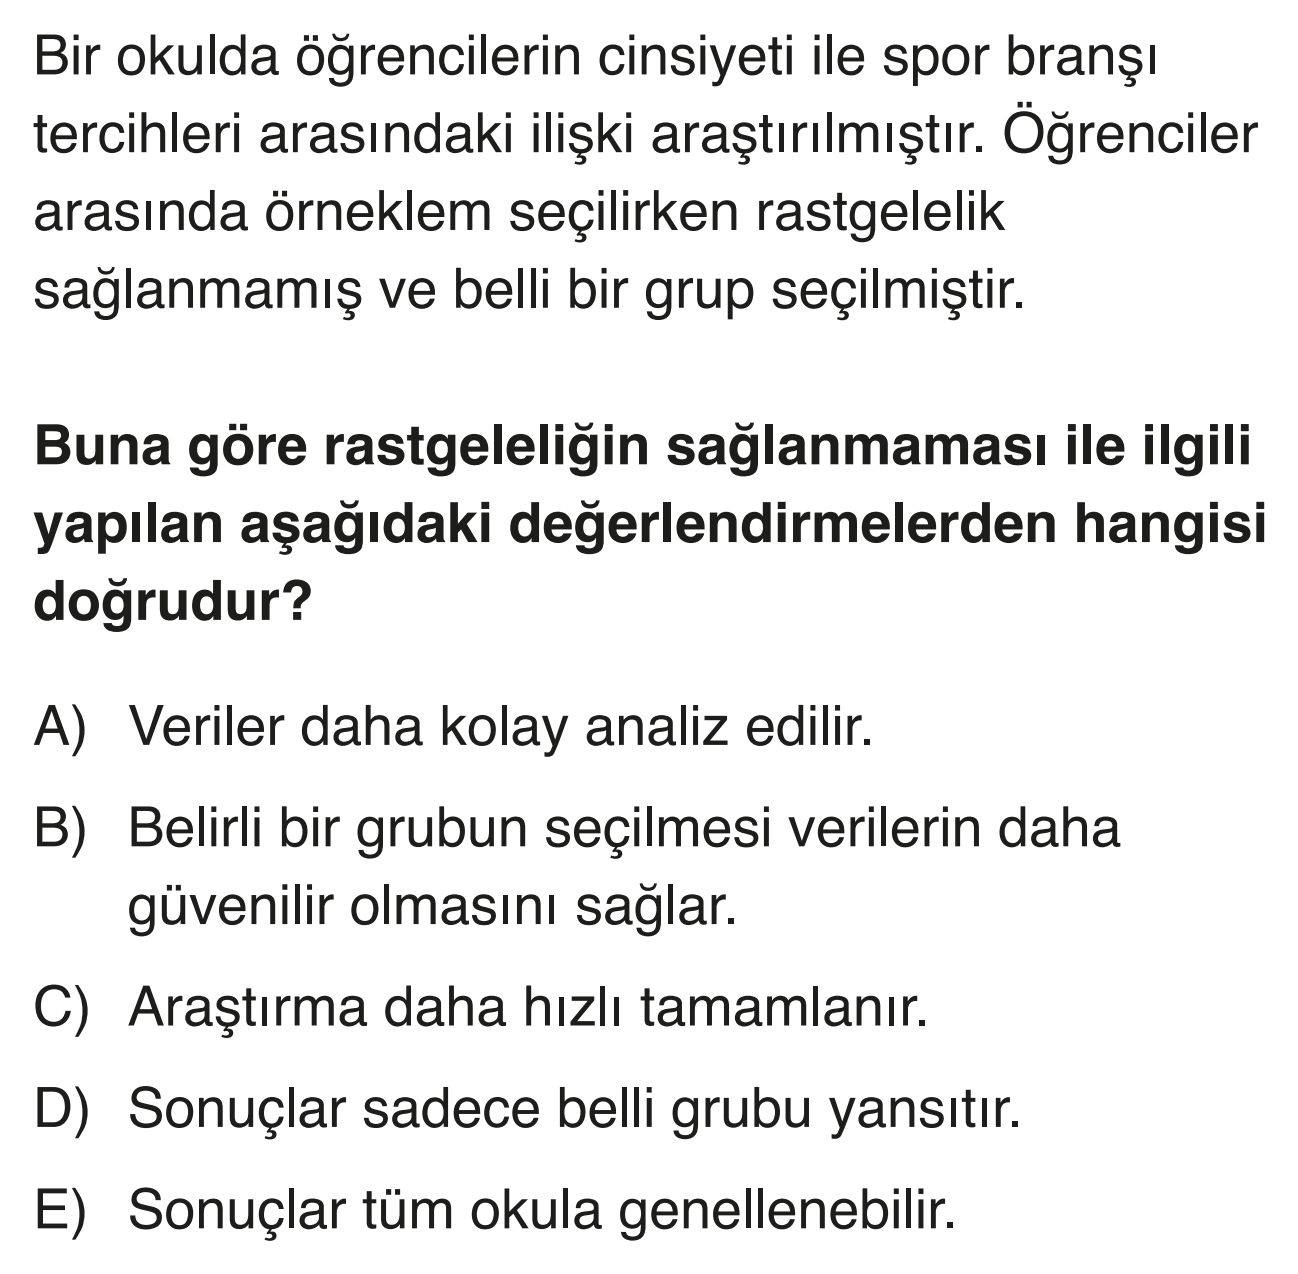 Bir okulda öğrencilerin cinsiyeti ile spor branşı
tercihleri arasındaki ilişki araştırılmıştır. Öğrenciler
arasında örneklem seçilirken rastgelelik
sağlanmamış ve belli bir grup seçilmiştir.
Buna göre rastgeleliğin sağlanmaması ile ilgili
yapılan aşağıdaki değerlendirmelerden hangisi
doğrudur?
A) Veriler daha kolay analiz edilir.
B) Belirli bir grubun seçilmesi verilerin daha
güvenilir olmasını sağlar.
C) Araştırma daha hızlı tamamlanır.
D) Sonuçlar sadece belli grubu yansıtır.
E) Sonuçlar tüm okula genellenebilir.